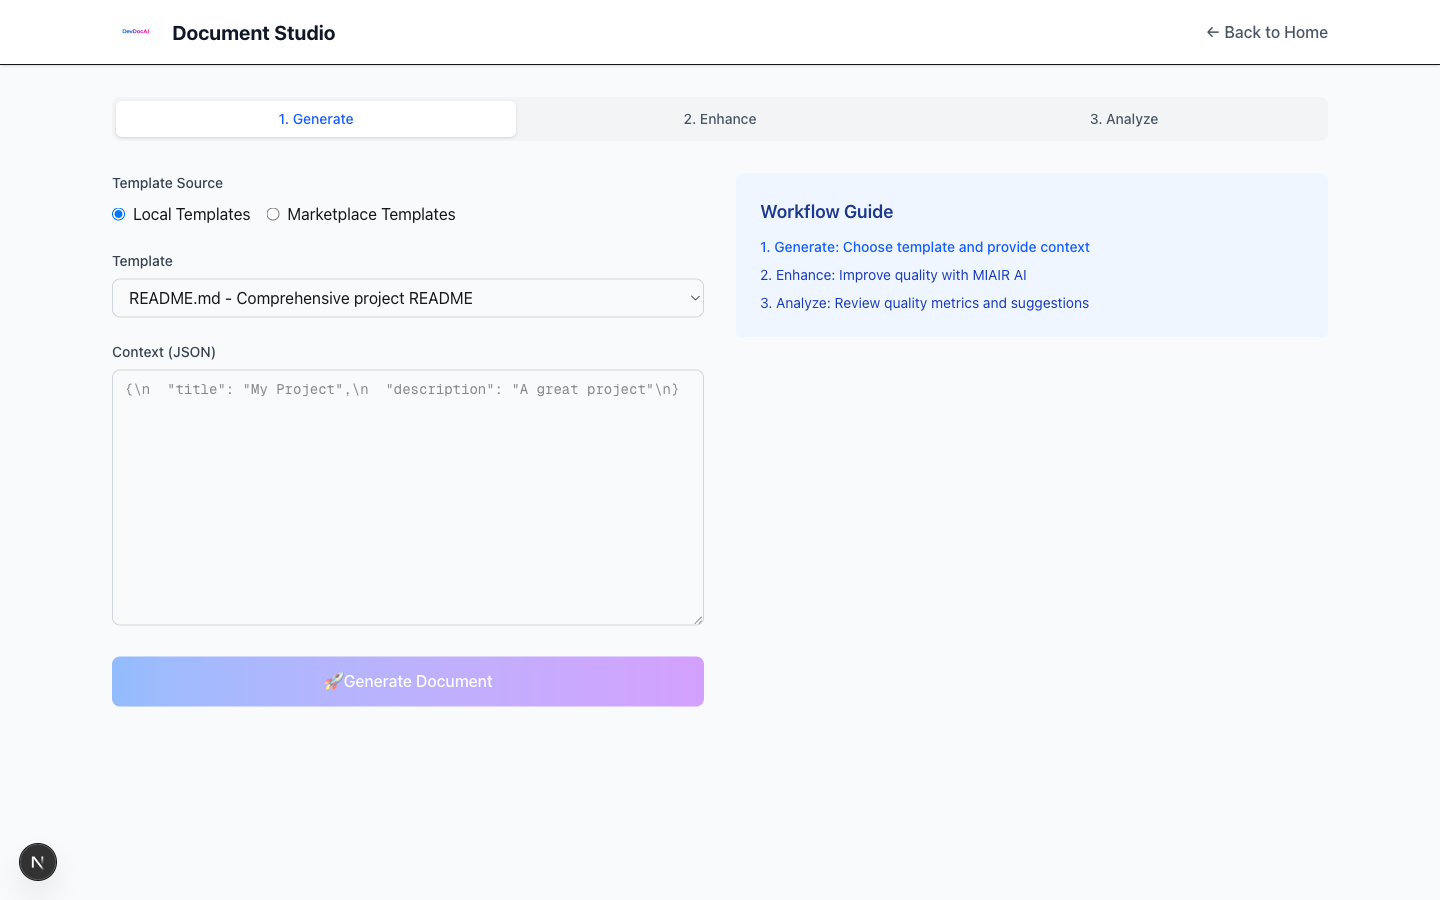 DevDocAI
Document Studio
← Back to Home
1. Generate
2. Enhance
3. Analyze
Template Source
Local Templates
Marketplace Templates
Template
README.md - Comprehensive project README
Context (JSON)
{\n  "title": "My Project",\n  "description": "A great project"\n}
🚀Generate Document
Workflow Guide
1. Generate: Choose template and provide context
2. Enhance: Improve quality with MIAIR AI
3. Analyze: Review quality metrics and suggestions
N